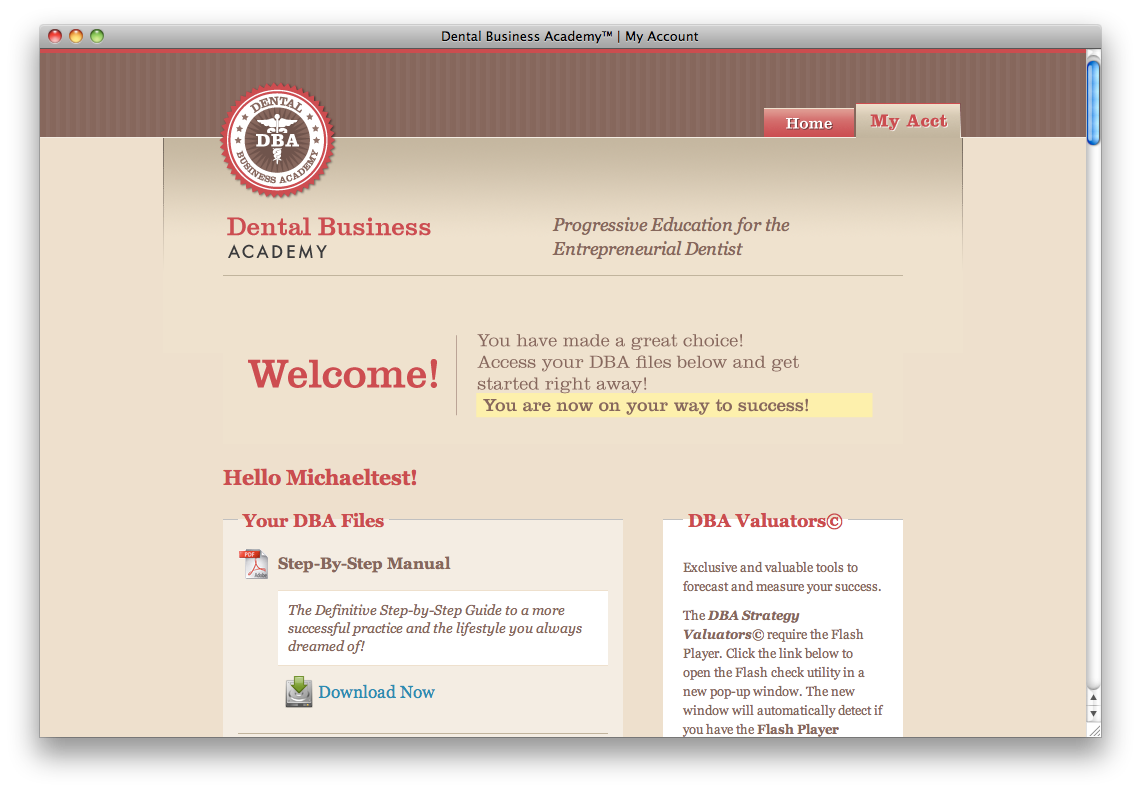 Dental Business Academy™ | My Account
Home
My Acct
DENTAL
DBA
BUSINESS ACADEMY
Dental Business
ACADEMY
Progressive Education for the
Entrepreneurial Dentist
Welcome!
You have made a great choice!
Access your DBA files below and get
started right away!
You are now on your way to success!
Hello Michaeltest!
Your DBA Files
PDF
Adobe
Step-By-Step Manual
The Definitive Step-by-Step Guide to a more
successful practice and the lifestyle you always
dreamed of!
Download Now
DBA Valuators©
Exclusive and valuable tools to
forecast and measure your success.
The DBA Strategy
Valuators© require the Flash
Player. Click the link below to
open the Flash check utility in a
new pop-up window. The new
window will automatically detect if
you have the Flash Player